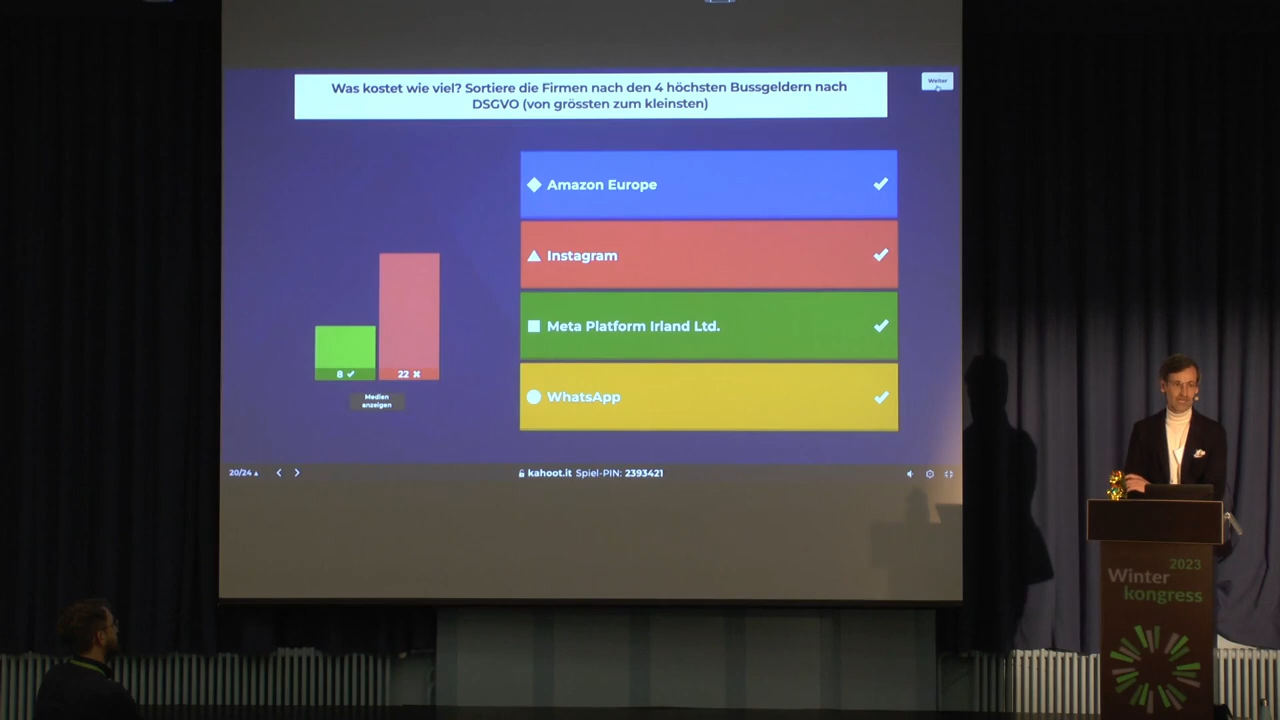 Was kostet wie viel? Sortiere die Firmen nach den 4 höchsten Bussgeldern nach
DSGVO (von grössten zum kleinsten)
Weiter
Amazon Europe
Instagram
Meta Platform Irland Ltd.
WhatsApp
8
22
Medien
anzeigen
20/24
kahoot.it Spiel-PIN: 2393421
2023
Winter
kongress